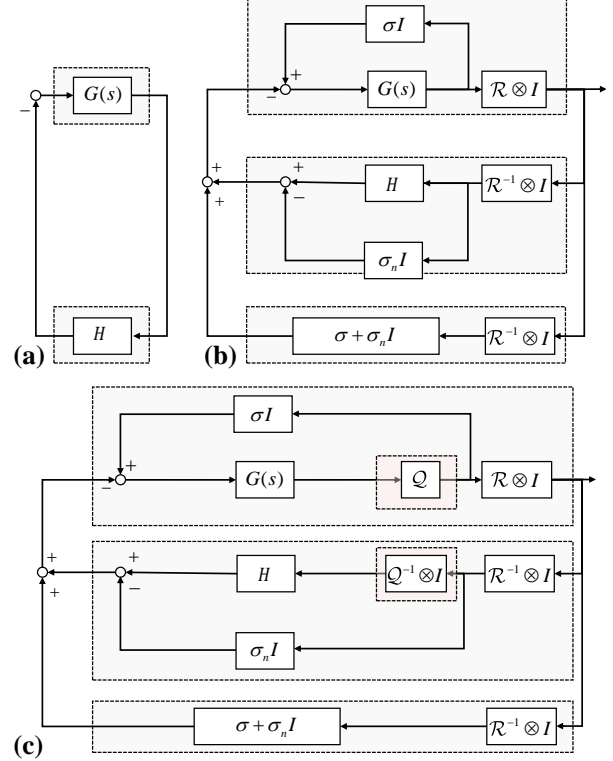 G(s)
−
H
(a)
σI
+
−
G(s)
ℛ ⊗ I
+
+
+
−
H
ℛ⁻¹ ⊗ I
σₙI
σ + σₙI
ℛ⁻¹ ⊗ I
(b)
σI
+
−
G(s)
𝒬
ℛ ⊗ I
+
+
+
−
H
𝒬⁻¹ ⊗ I
ℛ⁻¹ ⊗ I
σₙI
σ + σₙI
ℛ⁻¹ ⊗ I
(c)